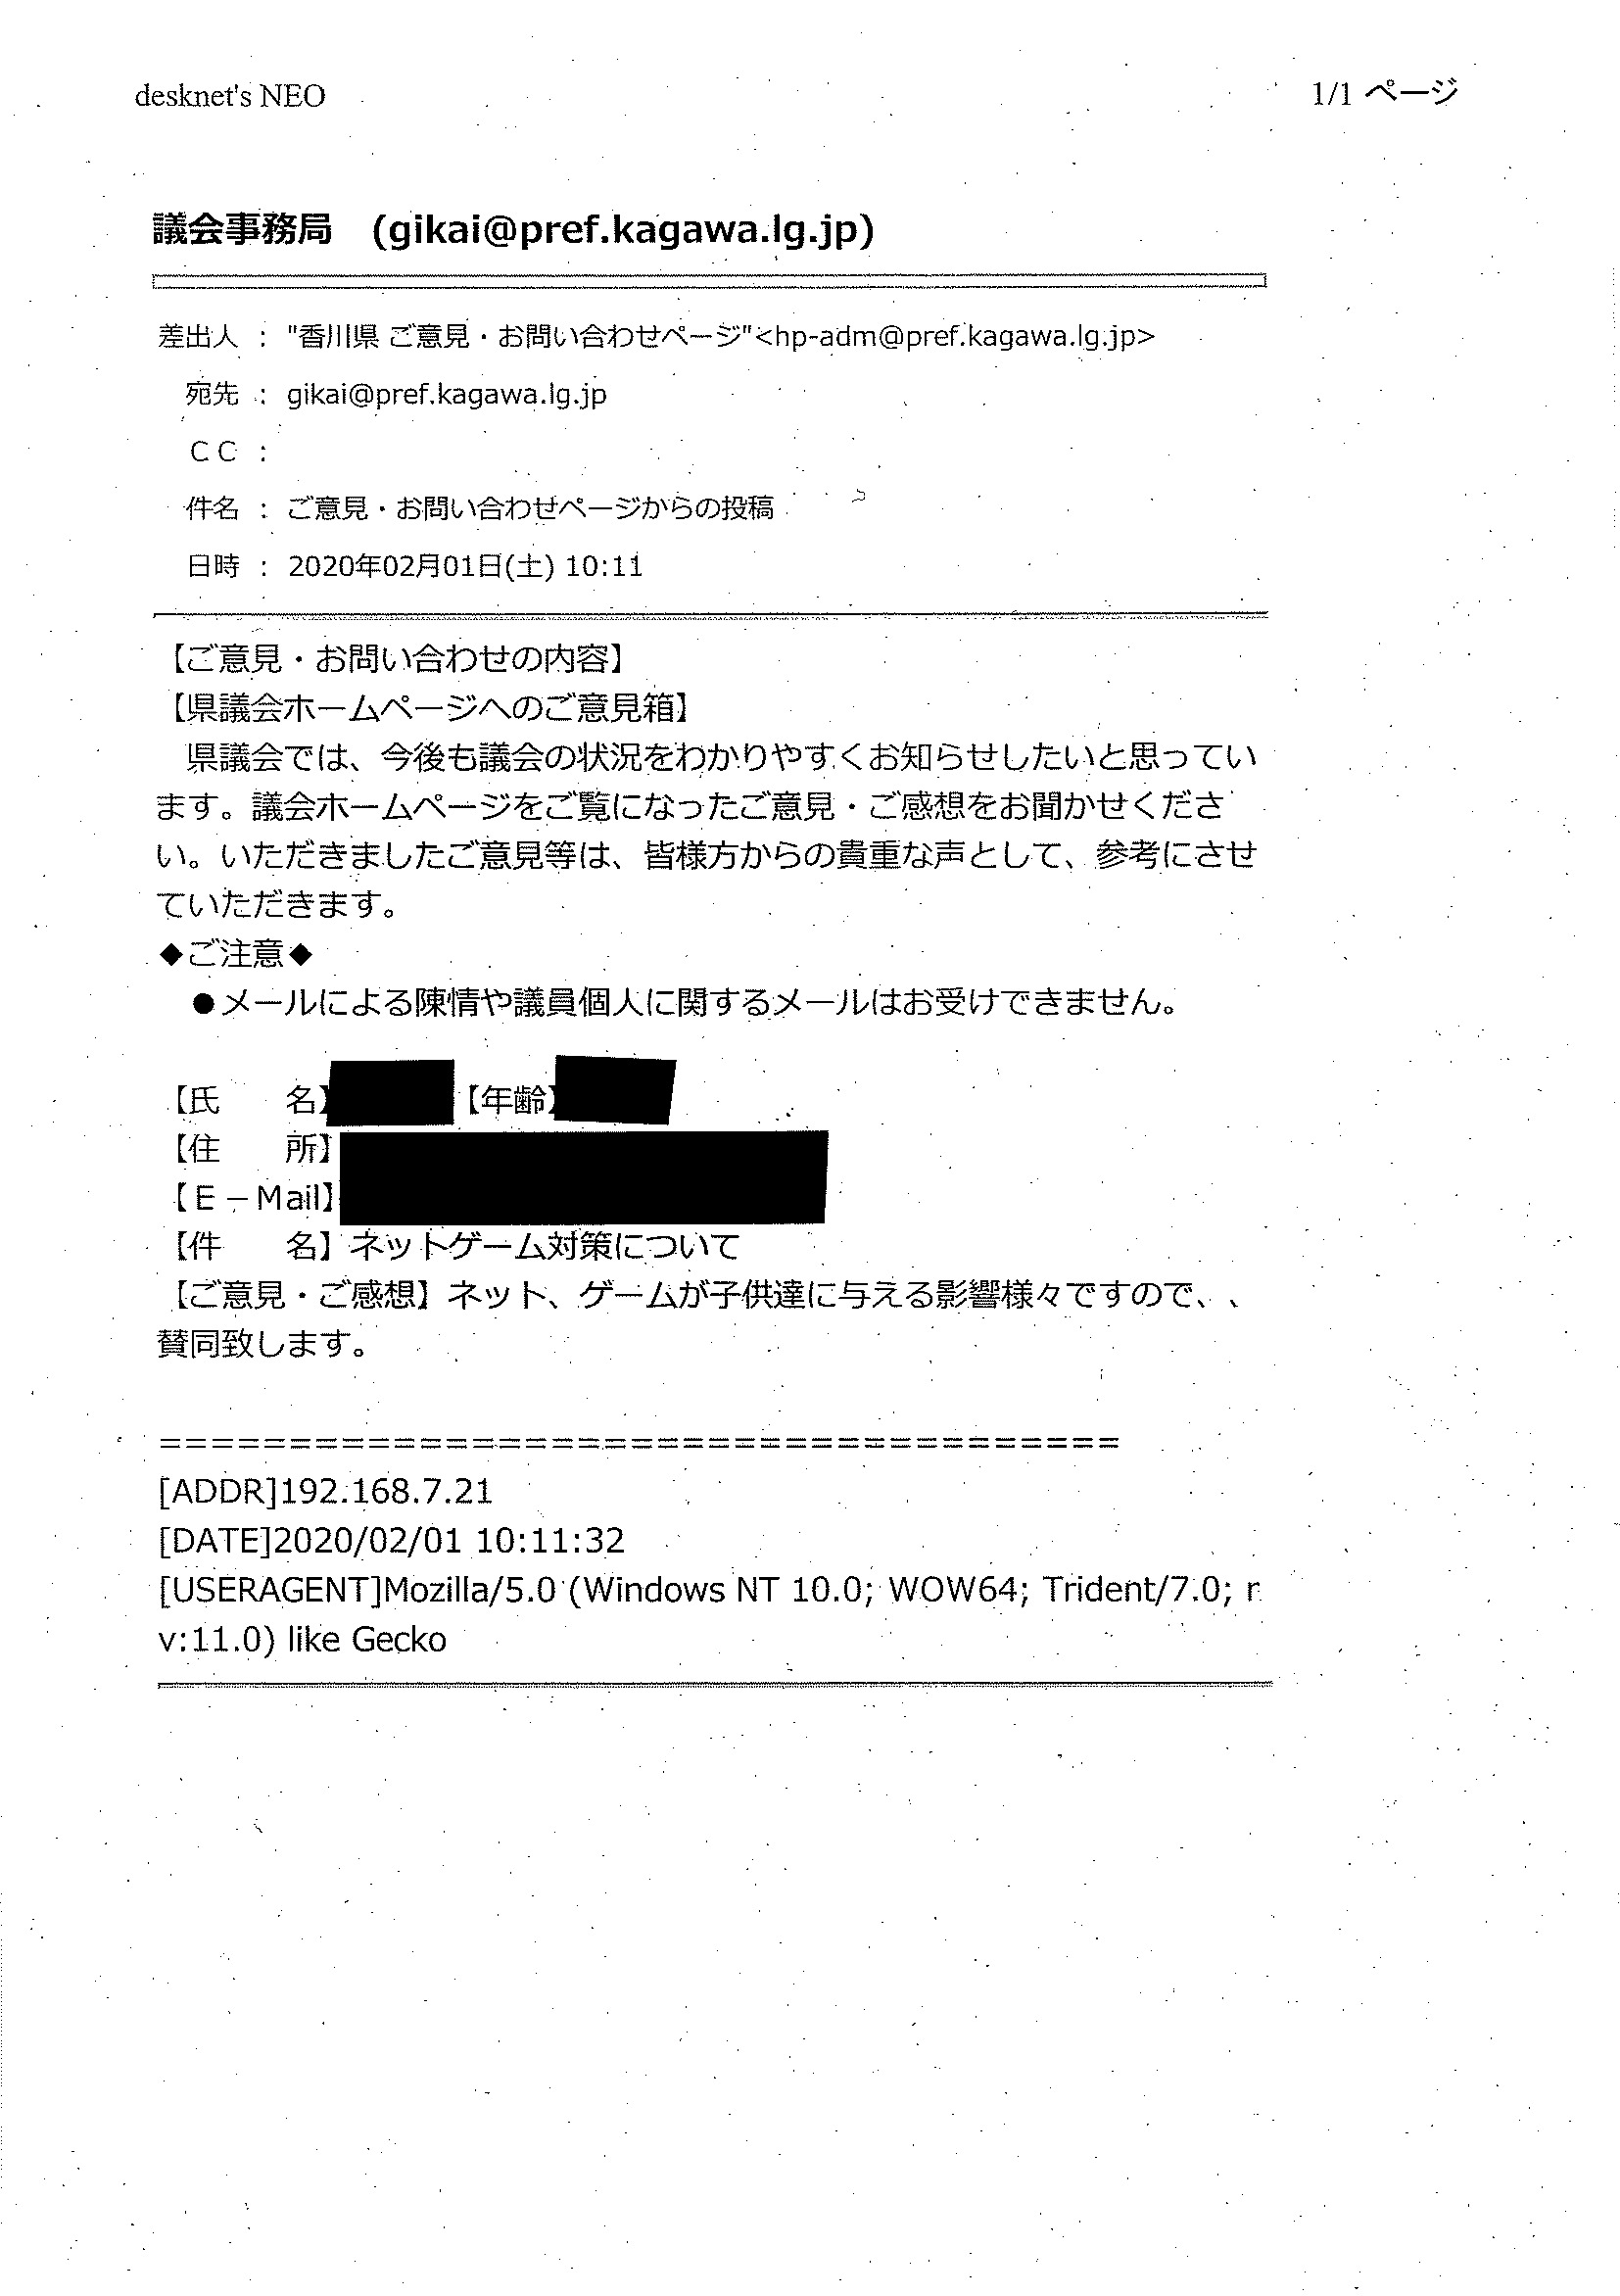 desknet's NEO
1/1 ページ
議会事務局　(gikai@pref.kagawa.lg.jp)
差出人 ： "香川県 ご意見・お問い合わせページ"<hp-adm@pref.kagawa.lg.jp>
宛先 ： gikai@pref.kagawa.lg.jp
ＣＣ ：
件名 ： ご意見・お問い合わせページからの投稿
日時 ： 2020年02月01日(土) 10:11
【ご意見・お問い合わせの内容】
【県議会ホームページへのご意見箱】
　県議会では、今後も議会の状況をわかりやすくお知らせしたいと思ってい
ます。議会ホームページをご覧になったご意見・ご感想をお聞かせくださ
い。いただきましたご意見等は、皆様方からの貴重な声として、参考にさせ
ていただきます。
◆ご注意◆
　●メールによる陳情や議員個人に関するメールはお受けできません。
【氏　　名】【年齢】
【住　　所】
【Ｅ－Mail】
【件　　名】ネットゲーム対策について
【ご意見・ご感想】ネット、ゲームが子供達に与える影響様々ですので、、
賛同致します。
=====================================
[ADDR]192.168.7.21
[DATE]2020/02/01 10:11:32
[USERAGENT]Mozilla/5.0 (Windows NT 10.0; WOW64; Trident/7.0; r
v:11.0) like Gecko